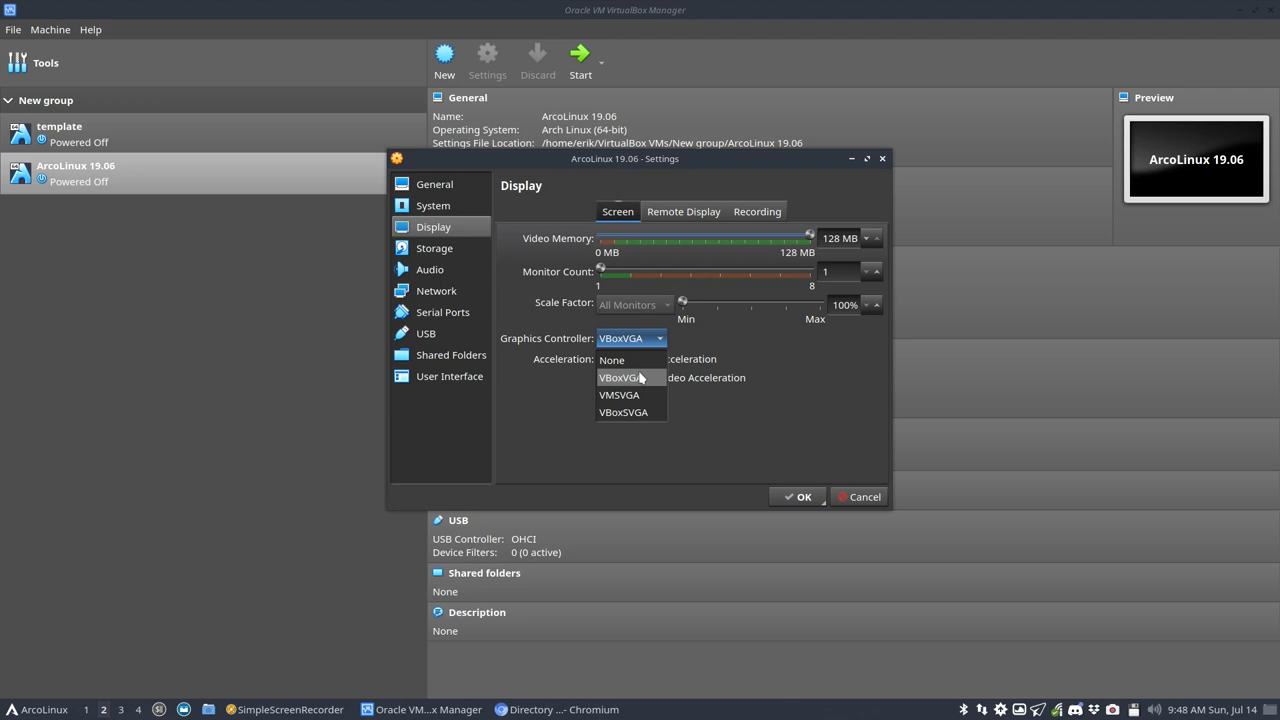 Oracle VM VirtualBox Manager
File Machine Help
Tools
New Settings Discard Start
New group
template
Powered Off
ArcoLinux 19.06
Powered Off
General
Name: ArcoLinux 19.06
Operating System: Arch Linux (64-bit)
Settings File Location: /home/erik/VirtualBox VMs/New group/ArcoLinux 19.06
Preview
ArcoLinux 19.06
ArcoLinux 19.06 - Settings
General
System
Display
Storage
Audio
Network
Serial Ports
USB
Shared Folders
User Interface
Display
Screen Remote Display Recording
Video Memory: 128 MB
0 MB 128 MB
Monitor Count: 1
1 8
Scale Factor: All Monitors 100%
Min Max
Graphics Controller: VBoxVGA
Acceleration: celeration
deo Acceleration
None
VBoxVGA
VMSVGA
VBoxSVGA
OK Cancel
USB
USB Controller: OHCI
Device Filters: 0 (0 active)
Shared folders
None
Description
None
ArcoLinux 1 2 3 4 SimpleScreenRecorder Oracle VM...x Manager Directory ...- Chromium 9:48 AM Sun, Jul 14